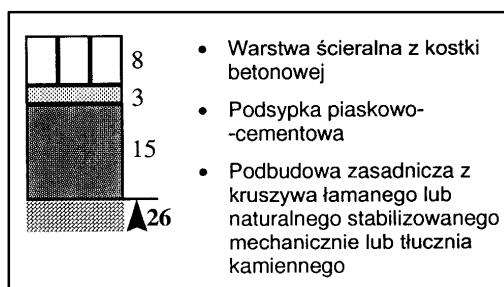 8
3
15
26
• Warstwa ścieralna z kostki
betonowej
• Podsypka piaskowo-
-cementowa
• Podbudowa zasadnicza z
kruszywa łamanego lub
naturalnego stabilizowanego
mechanicznie lub tłucznia
kamiennego